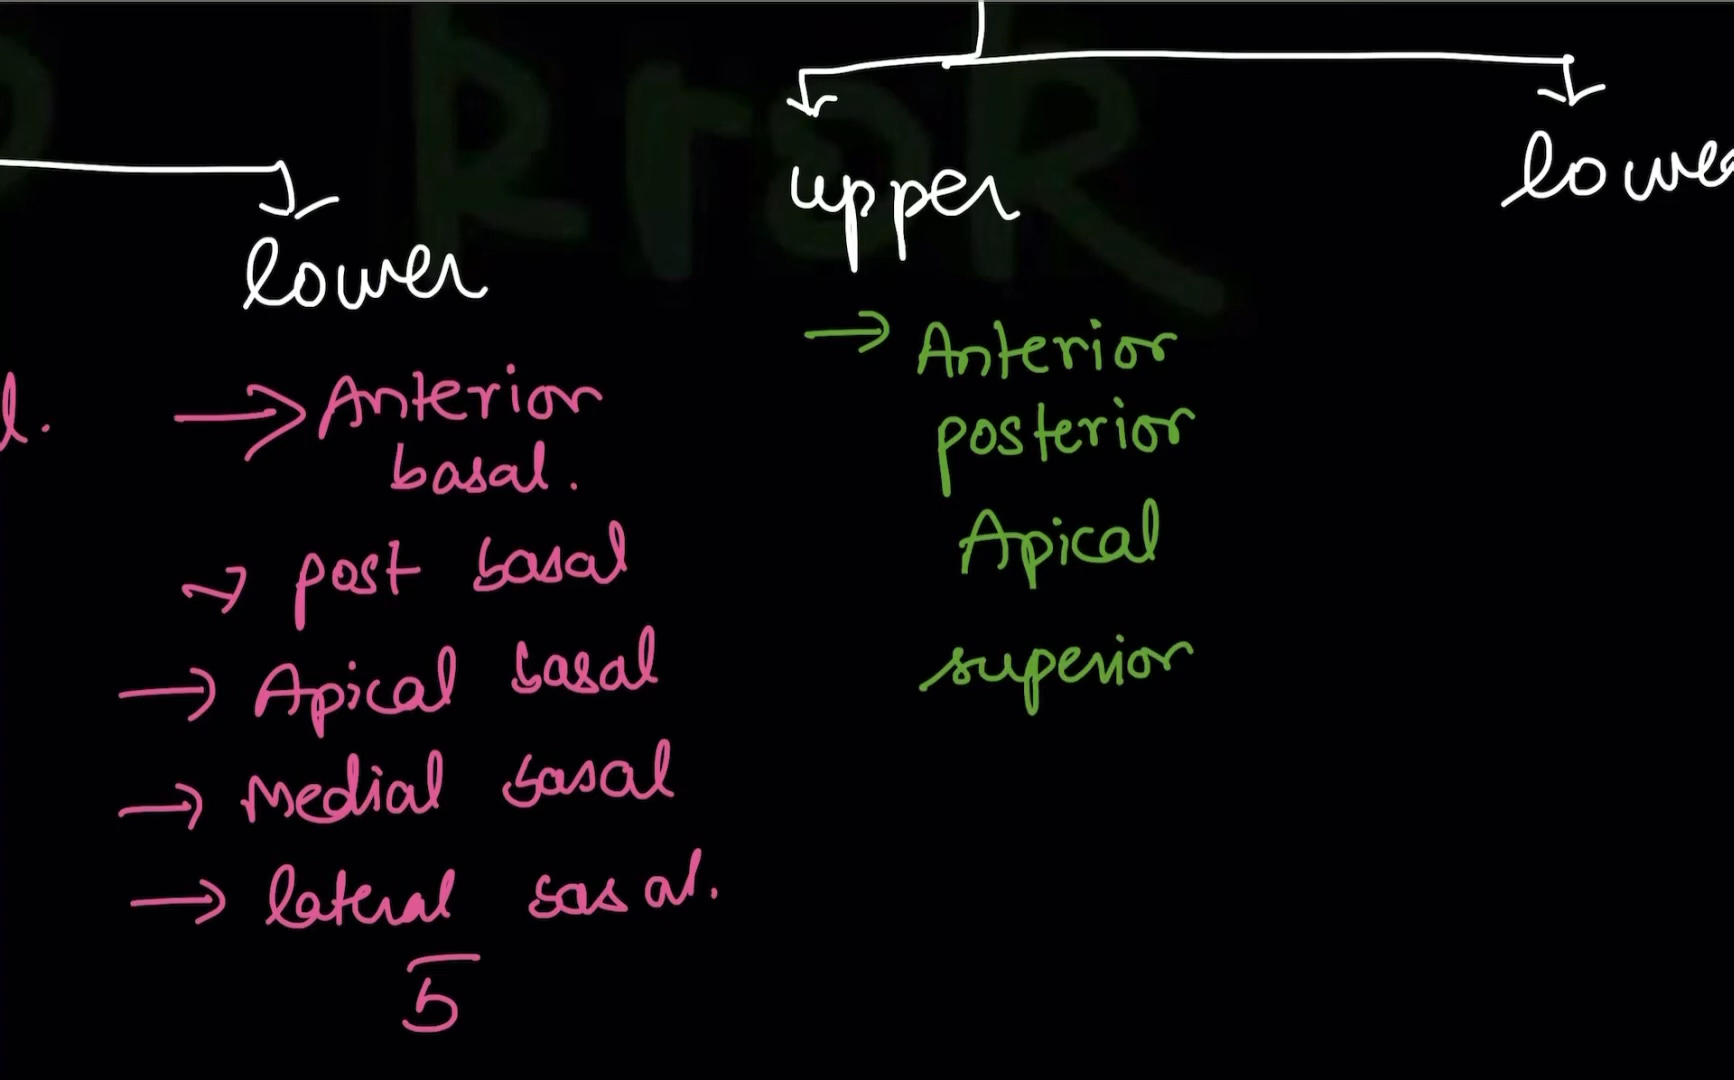 upper
lower
lower
l.
Anterior
basal.
post basal
Apical basal
Medial basal
lateral basal.
5
Anterior
posterior
Apical
superior